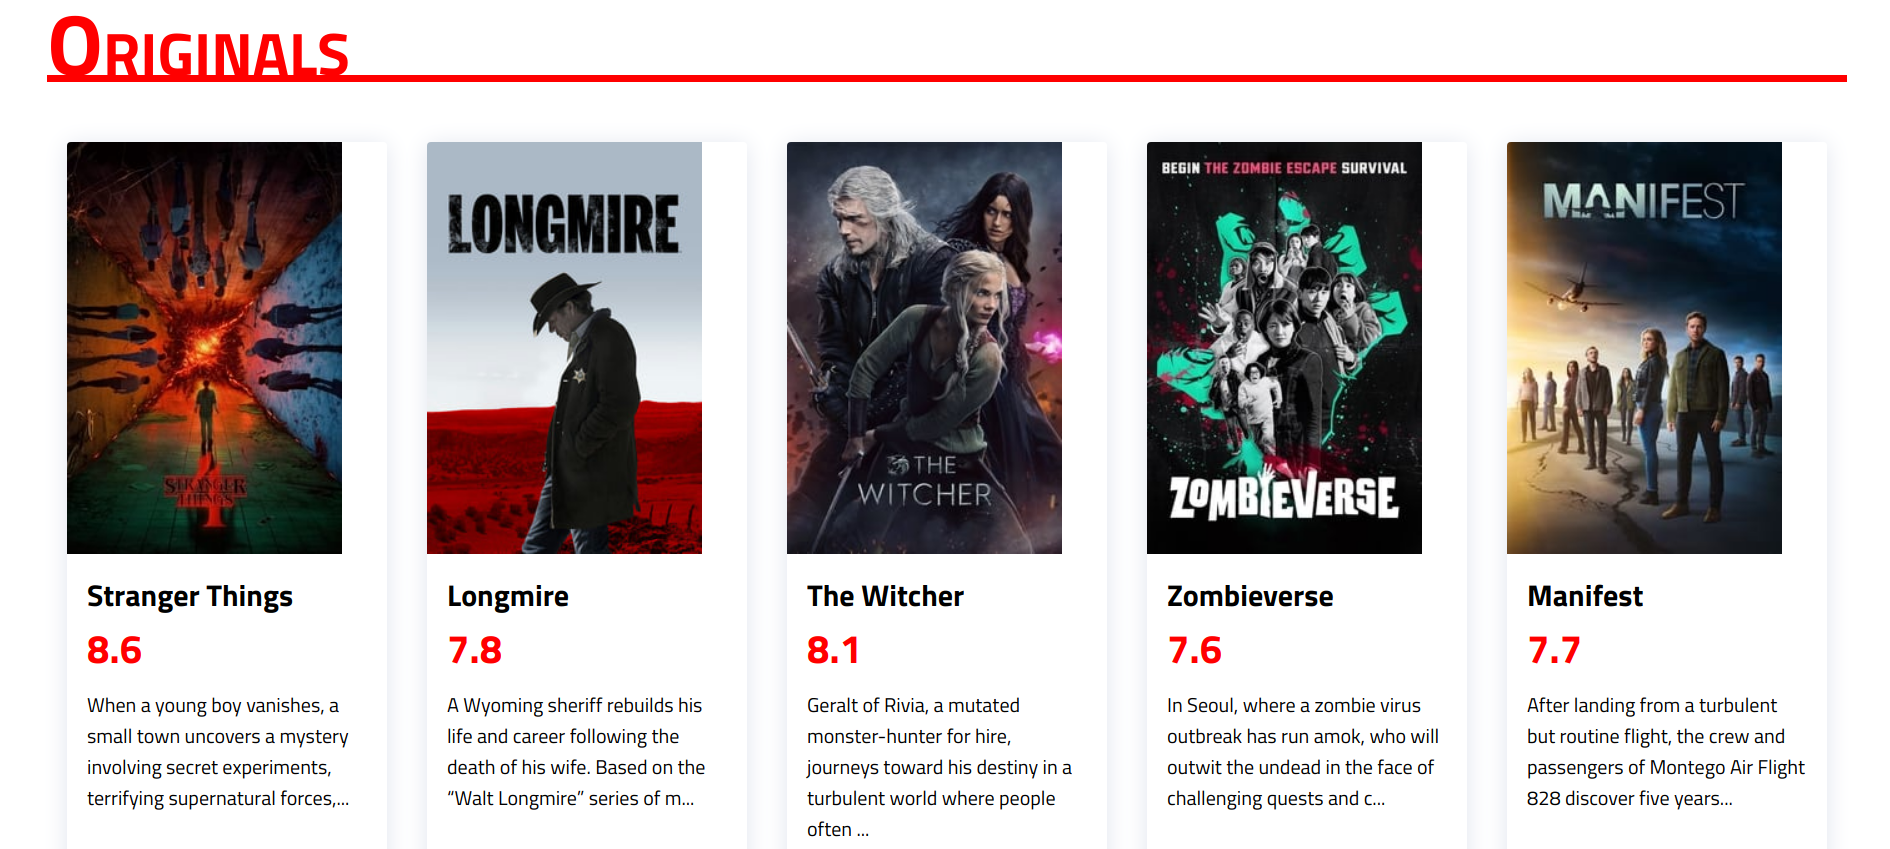 ORIGINALS
LONGMIRE
BEGIN THE ZOMBIE ESCAPE SURVIVAL
MANIFEST
STRANGER
THINGS
4
THE
WITCHER
ZOMBIEVERSE
Stranger Things
8.6
When a young boy vanishes, a
small town uncovers a mystery
involving secret experiments,
terrifying supernatural forces,...
Longmire
7.8
A Wyoming sheriff rebuilds his
life and career following the
death of his wife. Based on the
“Walt Longmire” series of m...
The Witcher
8.1
Geralt of Rivia, a mutated
monster-hunter for hire,
journeys toward his destiny in a
turbulent world where people
often ...
Zombieverse
7.6
In Seoul, where a zombie virus
outbreak has run amok, who will
outwit the undead in the face of
challenging quests and c...
Manifest
7.7
After landing from a turbulent
but routine flight, the crew and
passengers of Montego Air Flight
828 discover five years...